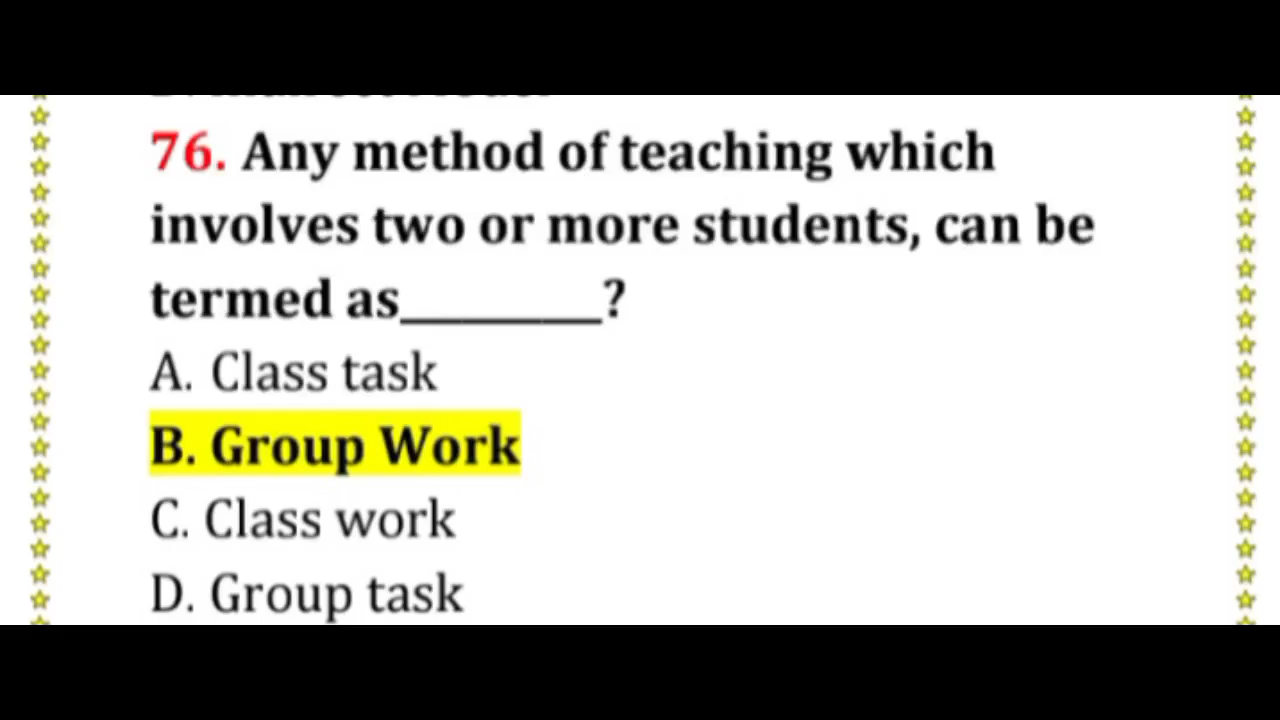 76. Any method of teaching which
involves two or more students, can be
termed as_________?
A. Class task
B. Group Work
C. Class work
D. Group task